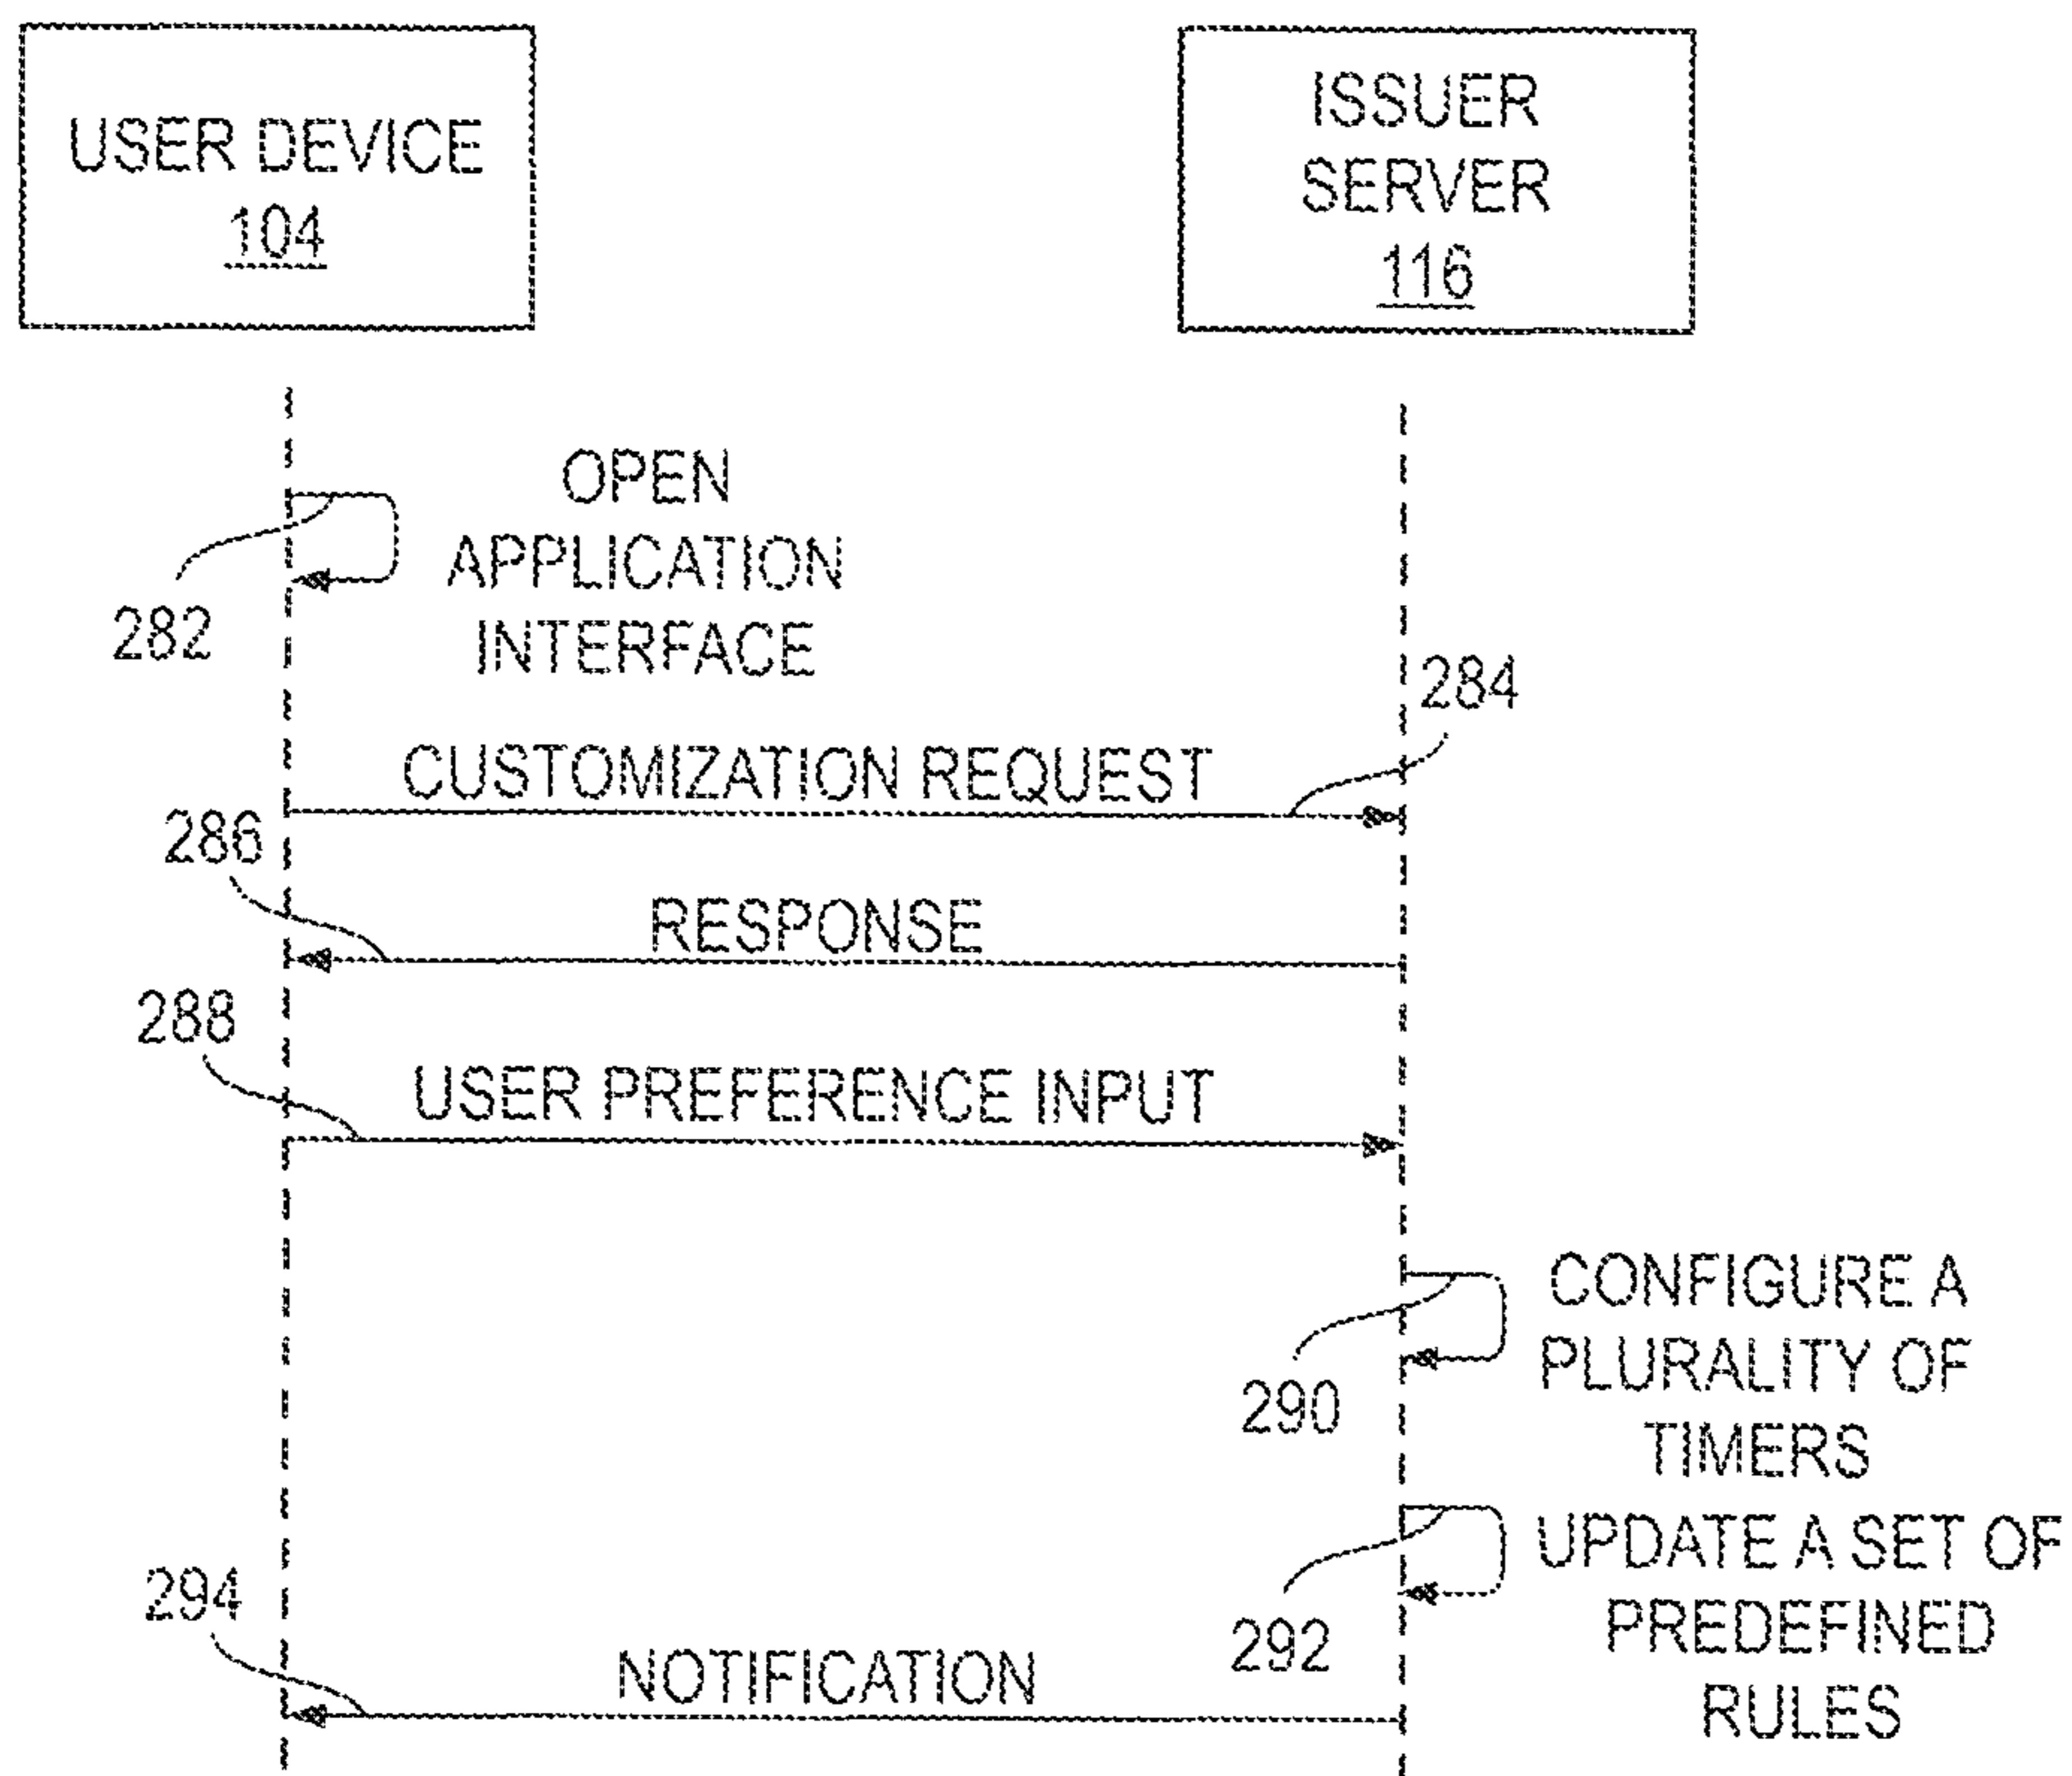 USER DEVICE
104
ISSUER
SERVER
116
OPEN
APPLICATION
INTERFACE
282
284
CUSTOMIZATION REQUEST
286
RESPONSE
288
USER PREFERENCE INPUT
CONFIGURE A
PLURALITY OF
TIMERS
290
UPDATE A SET OF
PREDEFINED
RULES
292
294
NOTIFICATION